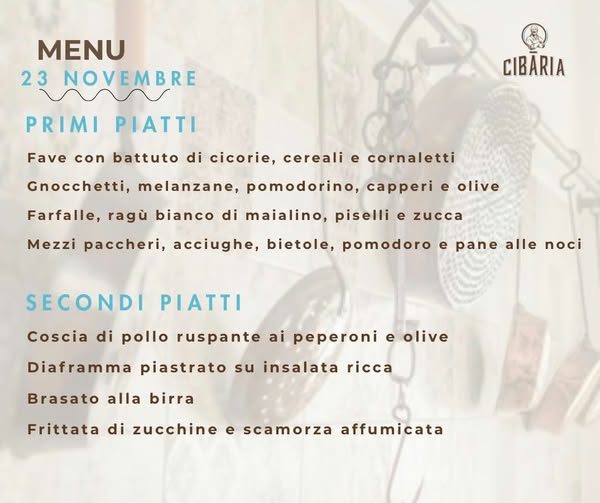 MENU
23 NOVEMBRE
CIBÀRIA
PRIMI PIATTI
Fave con battuto di cicorie, cereali e cornaletti
Gnocchetti, melanzane, pomodorino, capperi e olive
Farfalle, ragù bianco di maialino, piselli e zucca
Mezzi paccheri, acciughe, bietole, pomodoro e pane alle noci
SECONDI PIATTI
Coscia di pollo ruspante ai peperoni e olive
Diaframma piastrato su insalata ricca
Brasato alla birra
Frittata di zucchine e scamorza affumicata